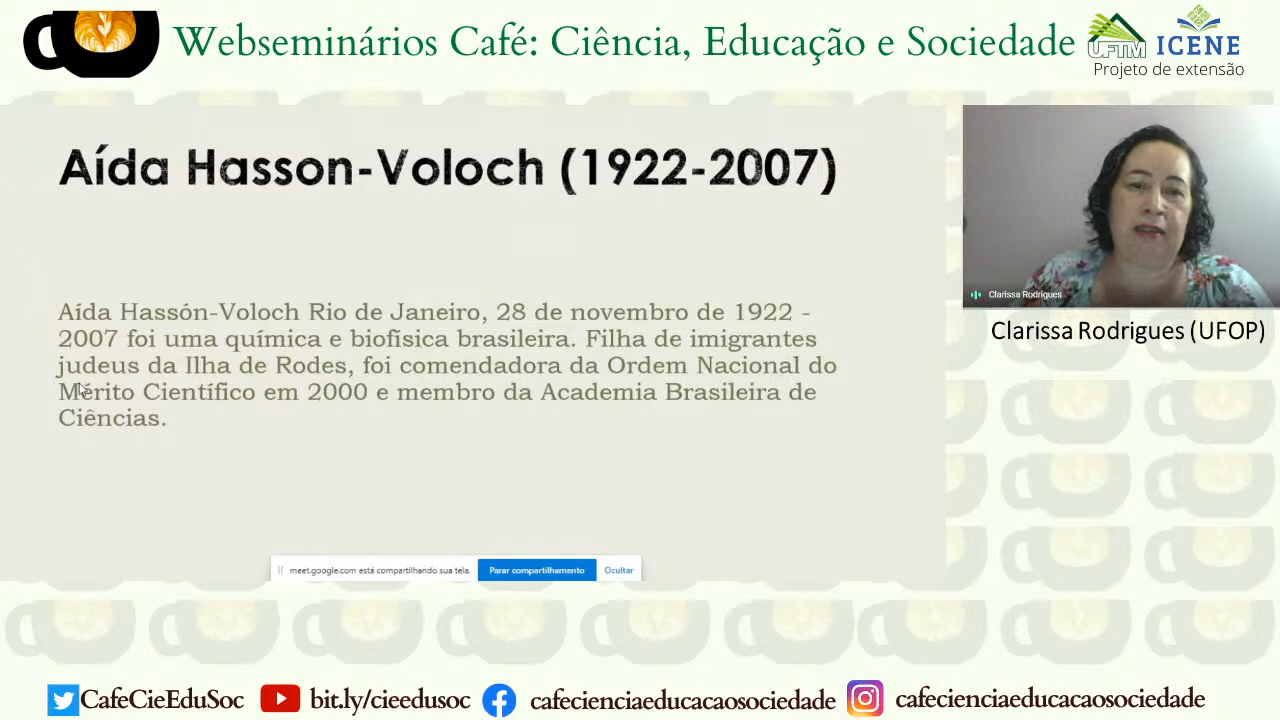 Webseminários Café: Ciência, Educação e Sociedade
UFTM ICENE
Projeto de extensão
Aída Hasson-Voloch (1922-2007)
Clarissa Rodrigues
Clarissa Rodrigues (UFOP)
Aída Hassón-Voloch Rio de Janeiro, 28 de novembro de 1922 -
2007 foi uma química e biofísica brasileira. Filha de imigrantes
judeus da Ilha de Rodes, foi comendadora da Ordem Nacional do
Mérito Científico em 2000 e membro da Academia Brasileira de
Ciências.
meet.google.com está compartilhando sua tela. Parar compartilhamento Ocultar
CafeCieEduSoc bit.ly/cieedusoc cafecienciaeducacaosociedade cafecienciaeducacaosociedade